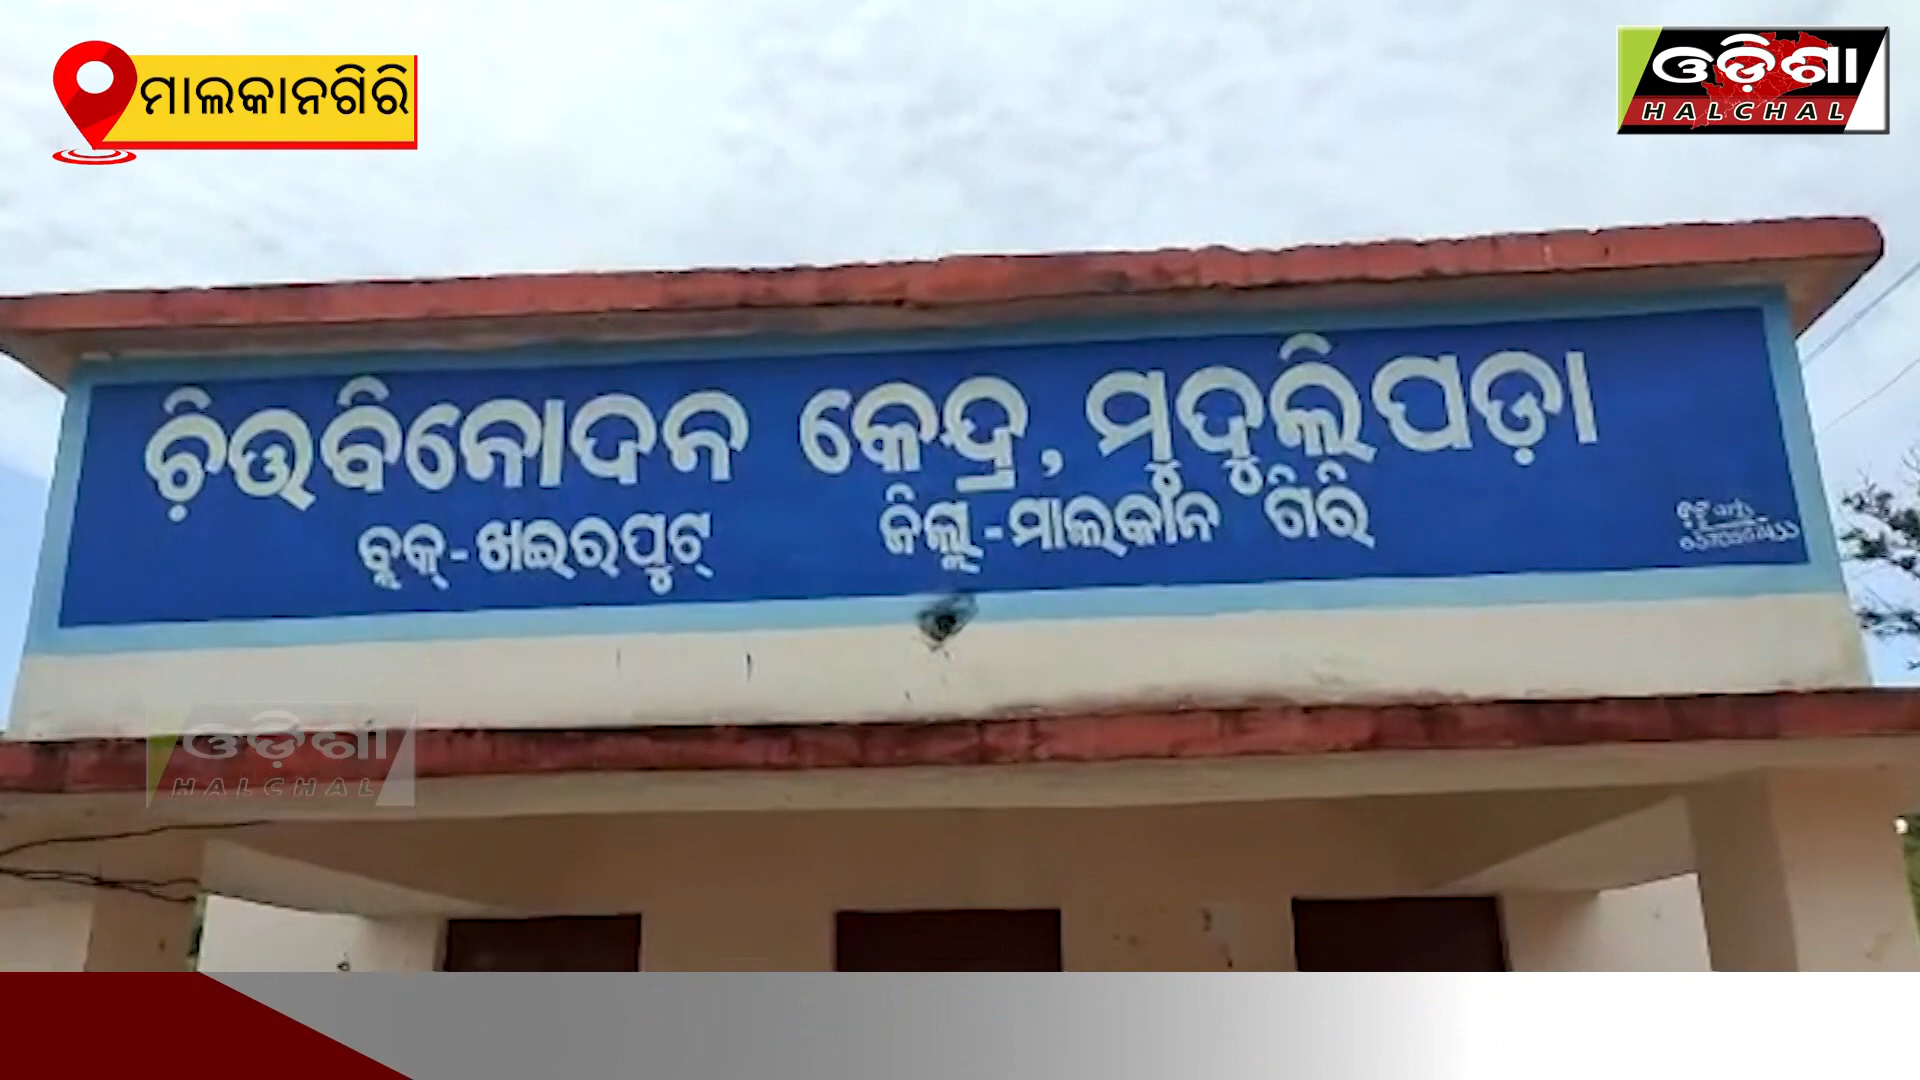 ମାଲକାନଗିରି
ଓଡ଼ିଶା
HALCHAL
ଚ଼ିତ୍ତବିନୋଦନ କେନ୍ଦ୍ର, ମୁଦୁଲିପଡ଼ା
ବ୍ଲକ୍-ଖଇରପୁଟ୍ ଜିଲ୍ଲା-ମାଲକାନ ଗିରି
ଓଡ଼ିଶା
HALCHAL